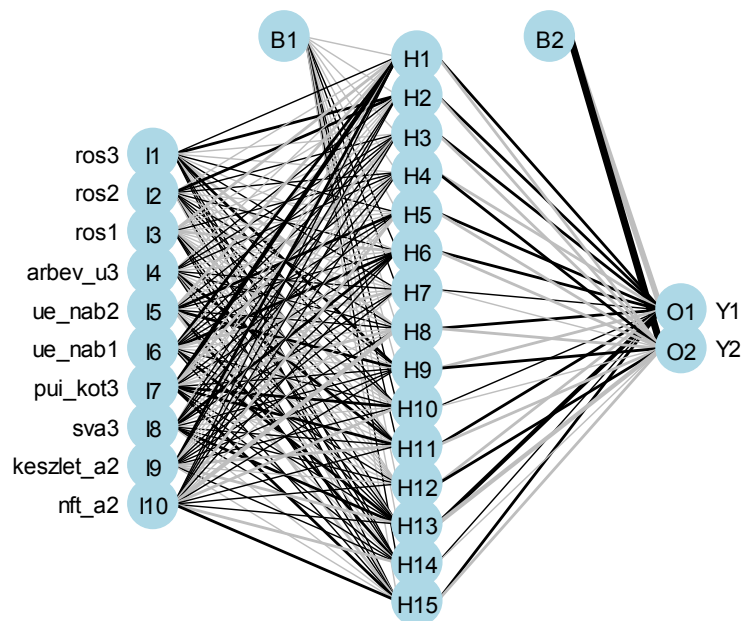 B1
B2
H1
H2
H3
H4
H5
H6
H7
H8
H9
H10
H11
H12
H13
H14
H15
ros3 I1
ros2 I2
ros1 I3
arbev_u3 I4
ue_nab2 I5
ue_nab1 I6
pui_kot3 I7
sva3 I8
keszlet_a2 I9
nft_a2 I10
O1 Y1
O2 Y2